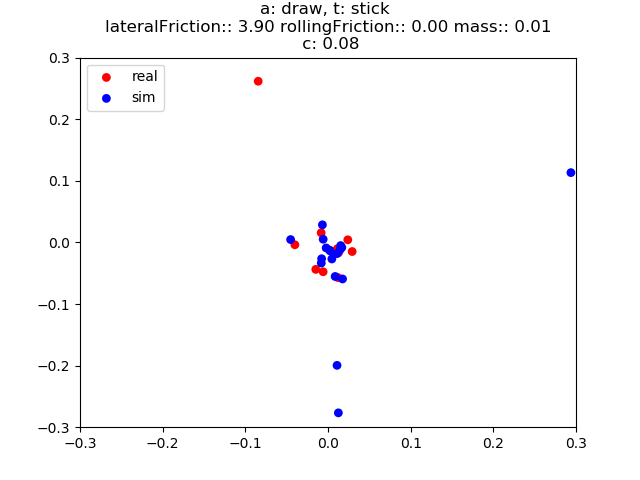 a: draw, t: stick
lateralFriction:: 3.90 rollingFriction:: 0.00 mass:: 0.01
c: 0.08
real
sim
0.3
0.2
0.1
0.0
−0.1
−0.2
−0.3
−0.3
−0.2
−0.1
0.0
0.1
0.2
0.3